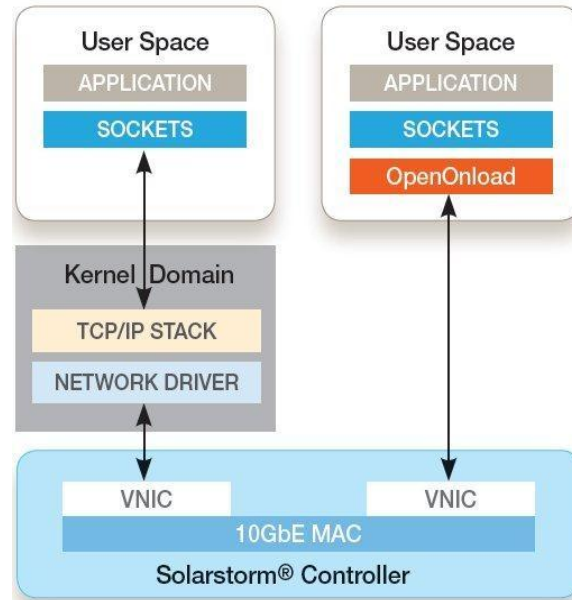 User Space
APPLICATION
SOCKETS
User Space
APPLICATION
SOCKETS
OpenOnload
Kernel Domain
TCP/IP STACK
NETWORK DRIVER
VNIC
VNIC
10GbE MAC
Solarstorm® Controller